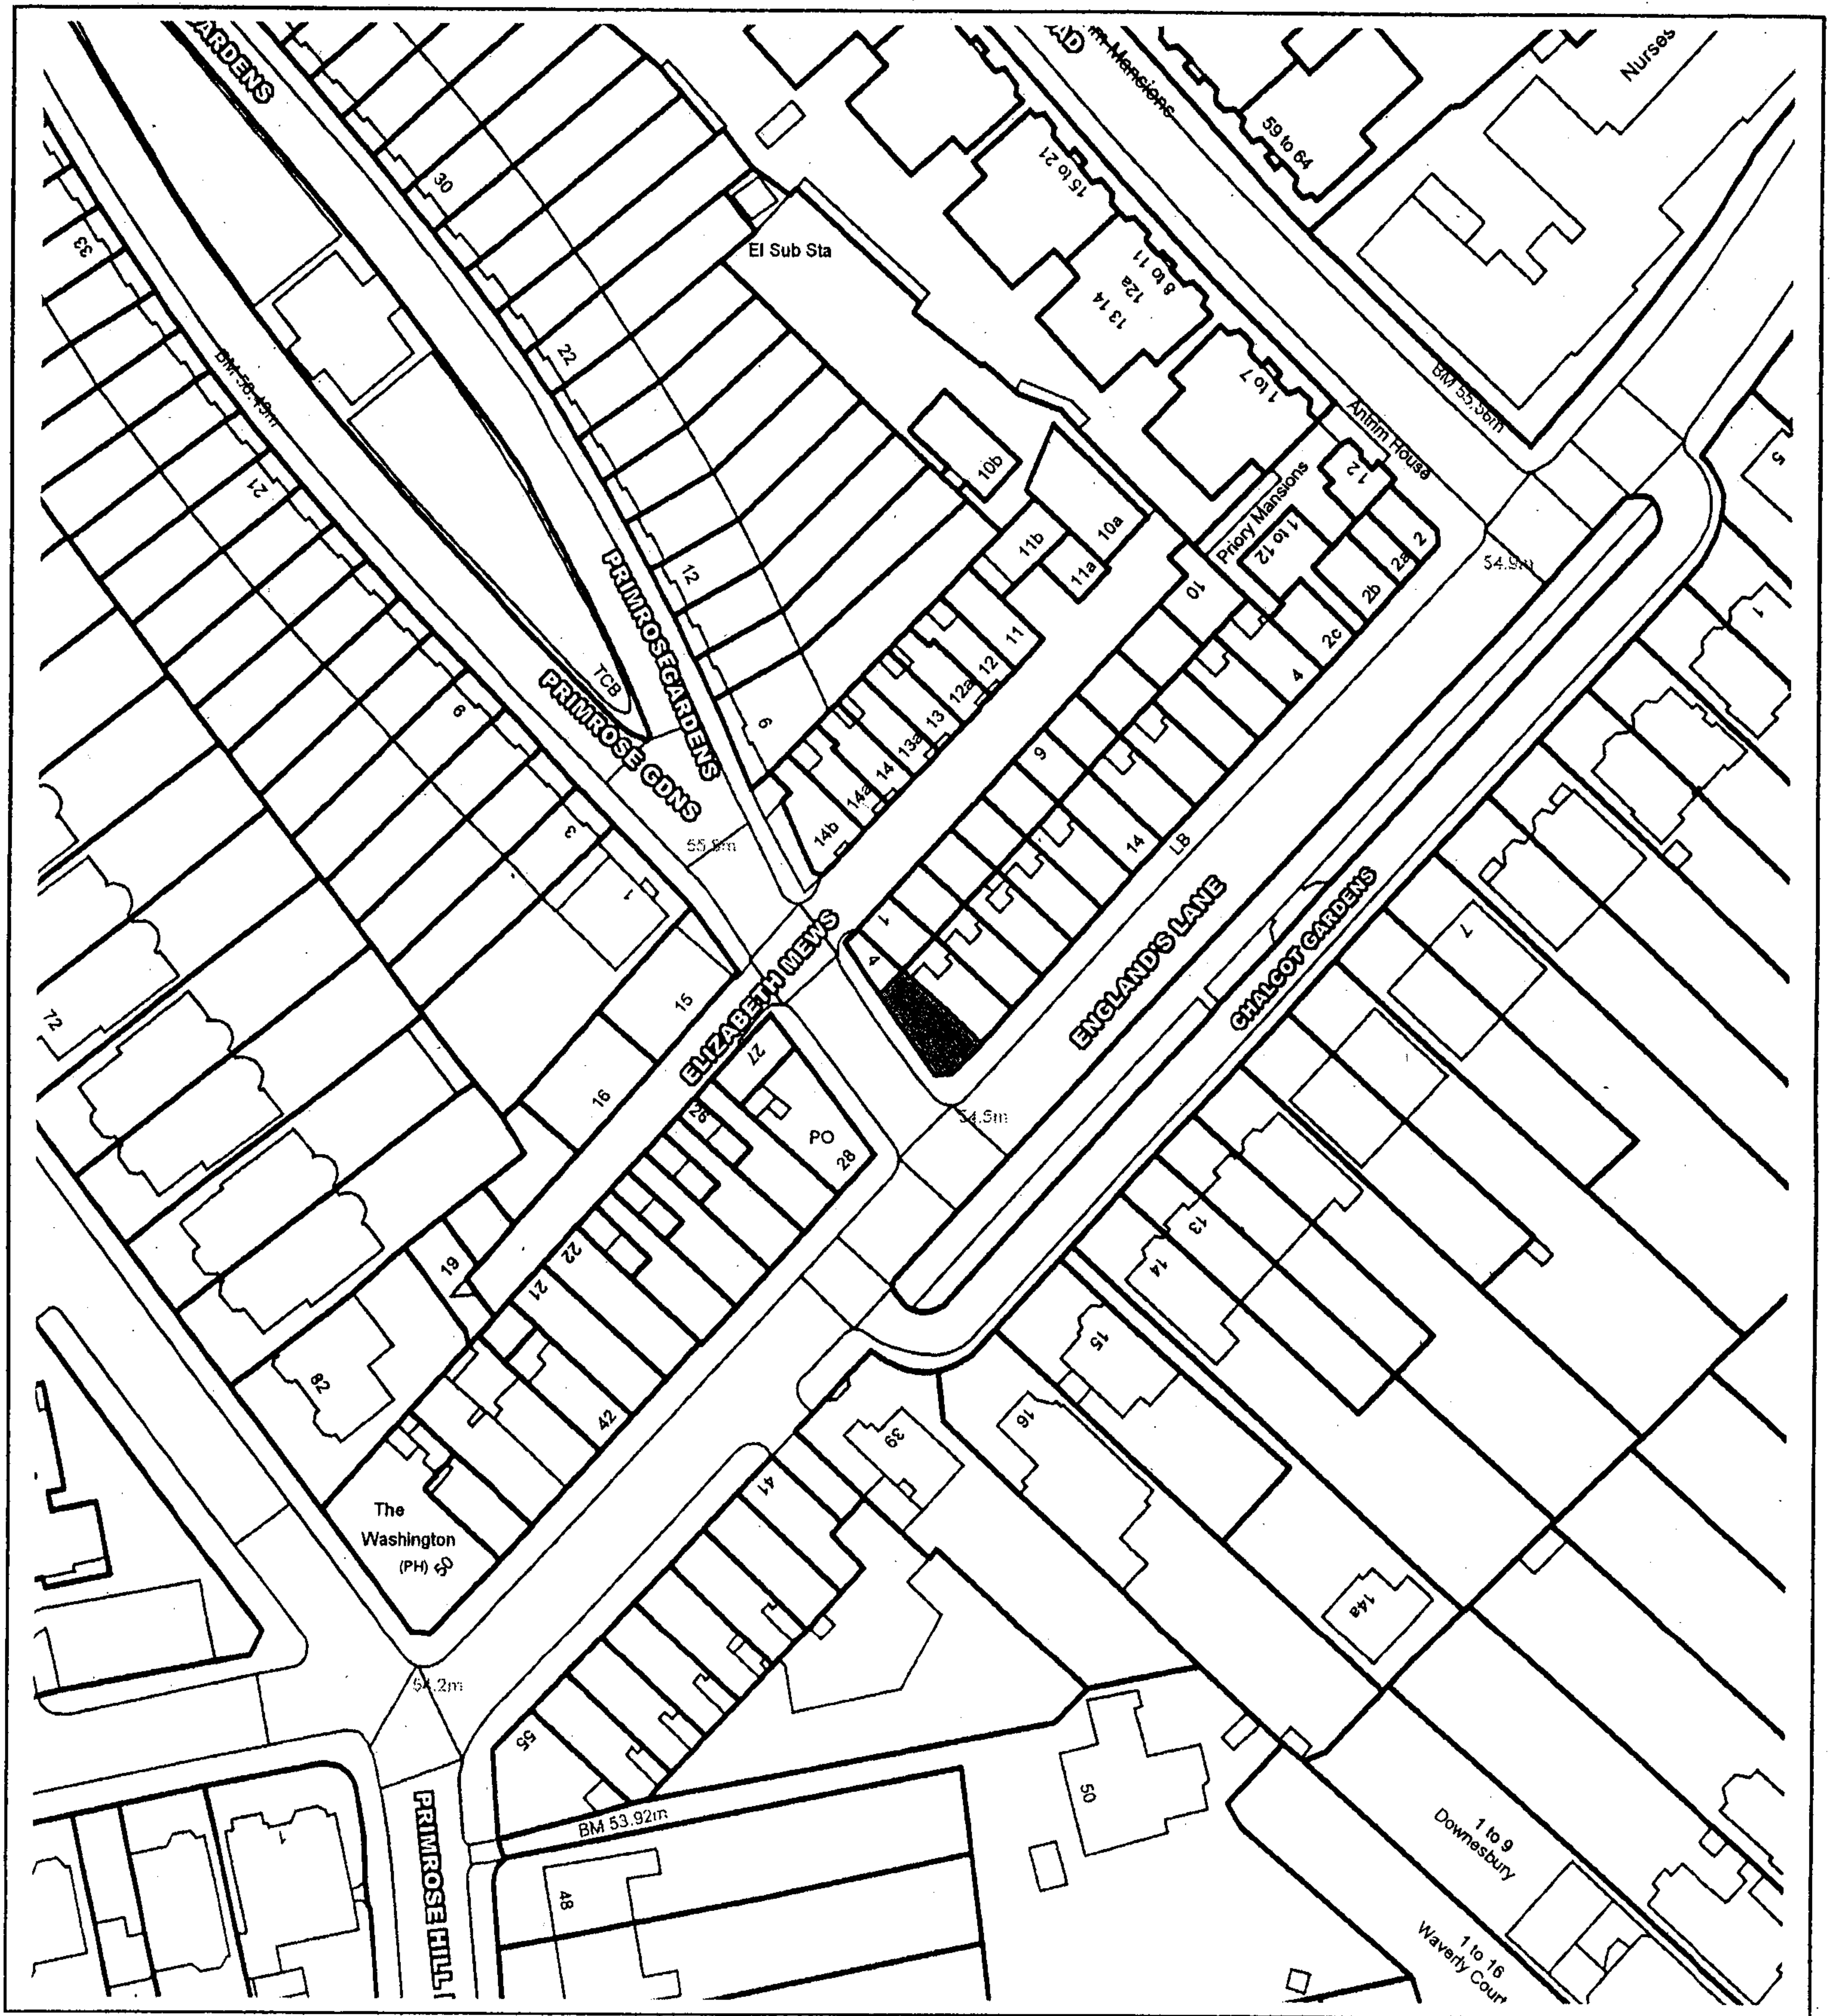 ARDENS
AD
m Mansions
Nurses
59 to 64
30
33
15 to 21
El Sub Sta
8 to 11
12a
13 14
22
1 to 7
BM 55.36m
Antrim House
5
21
10b
12
Priory Mansions
1 to 12
2
2a
2b
2c
54.9m
10a
11b
11a
10
PRIMROSE GARDENS
12
1
11
12
12a
13
13a
14
14a
14b
4
TCB
PRIMROSE GDNS
6
9
9
3
55.9m
14
LB
1
1
4
ENGLAND'S LANE
CHALCOT GARDENS
7
ELIZABETH MEWS
15
72
16
27
26
PO
28
54.5m
13
14
19
22
21
15
82
42
16
39
41
The
Washington
(PH) 50
14a
54.2m
55
50
BM 53.92m
PRIMROSE HILL
1
48
1 to 9
Downesbury
1 to 16
Waverly Court